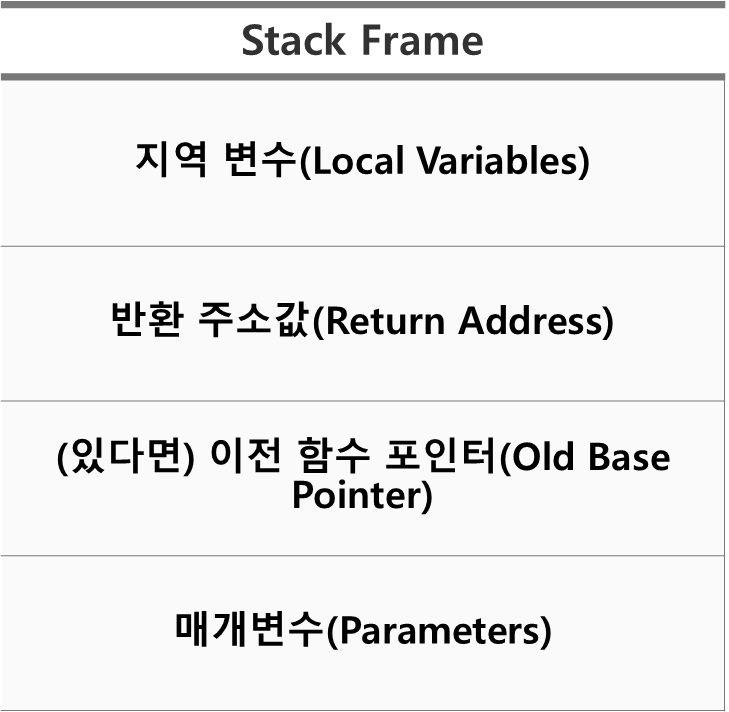 Stack Frame
지역 변수(Local Variables)
반환 주소값(Return Address)
(있다면) 이전 함수 포인터(Old Base
Pointer)
매개변수(Parameters)